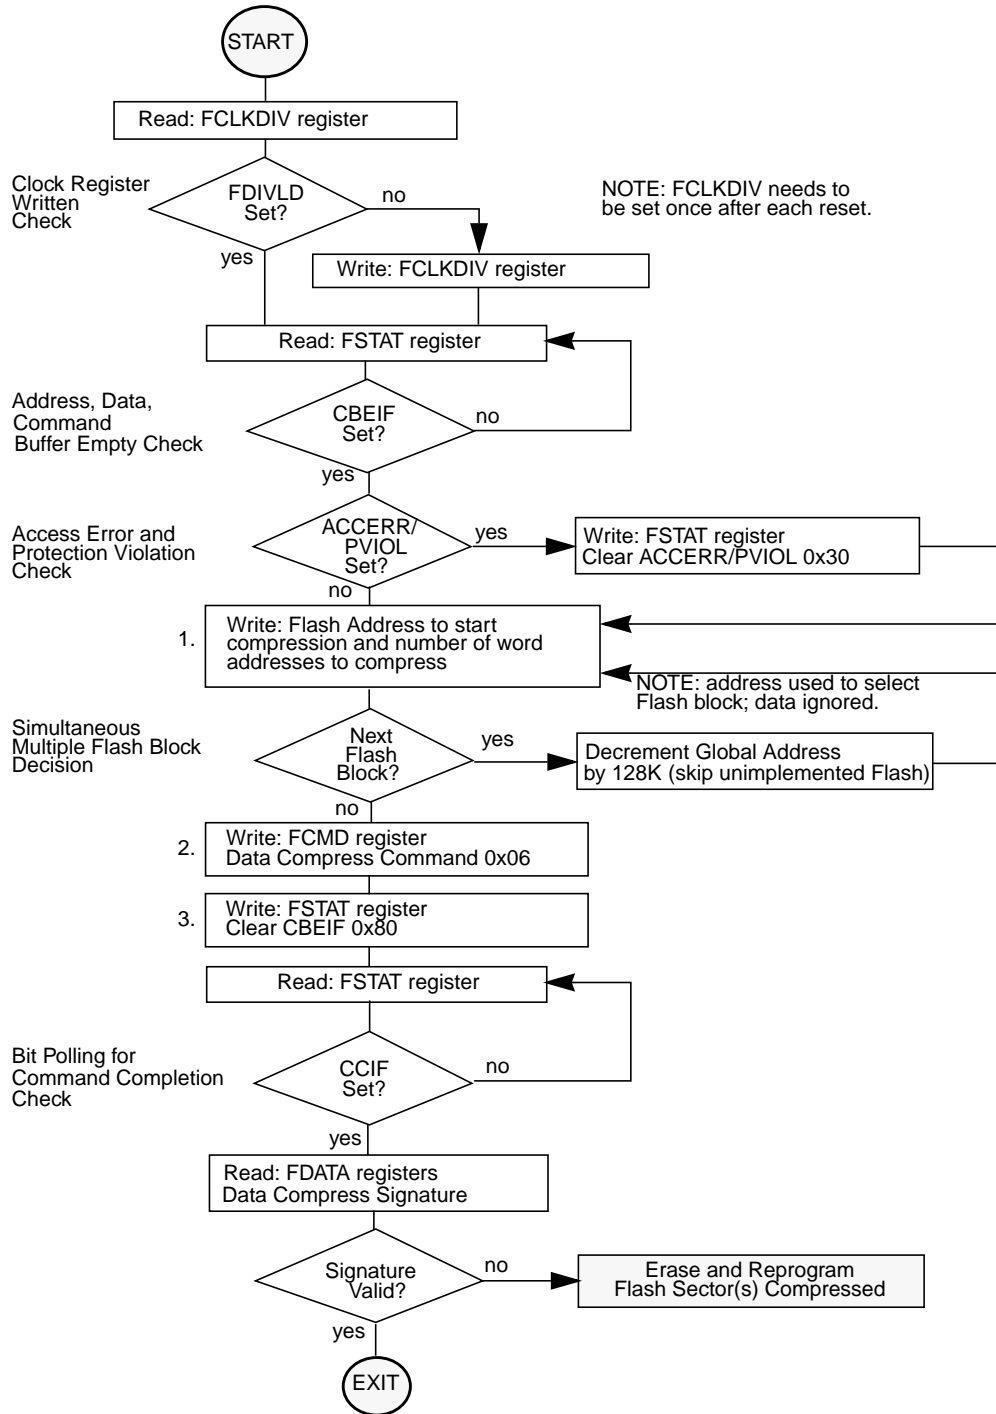 START
Read: FCLKDIV register
Clock Register
Written
Check
FDIVLD
Set?
no
yes
NOTE: FCLKDIV needs to
be set once after each reset.
Write: FCLKDIV register
Read: FSTAT register
Address, Data,
Command
Buffer Empty Check
CBEIF
Set?
no
yes
Access Error and
Protection Violation
Check
ACCERR/
PVIOL
Set?
yes
no
Write: FSTAT register
Clear ACCERR/PVIOL 0x30
1.
Write: Flash Address to start
compression and number of word
addresses to compress
NOTE: address used to select
Flash block; data ignored.
Simultaneous
Multiple Flash Block
Decision
Next
Flash
Block?
yes
no
Decrement Global Address
by 128K (skip unimplemented Flash)
2.
Write: FCMD register
Data Compress Command 0x06
3.
Write: FSTAT register
Clear CBEIF 0x80
Read: FSTAT register
Bit Polling for
Command Completion
Check
CCIF
Set?
no
yes
Read: FDATA registers
Data Compress Signature
Signature
Valid?
no
yes
Erase and Reprogram
Flash Sector(s) Compressed
EXIT